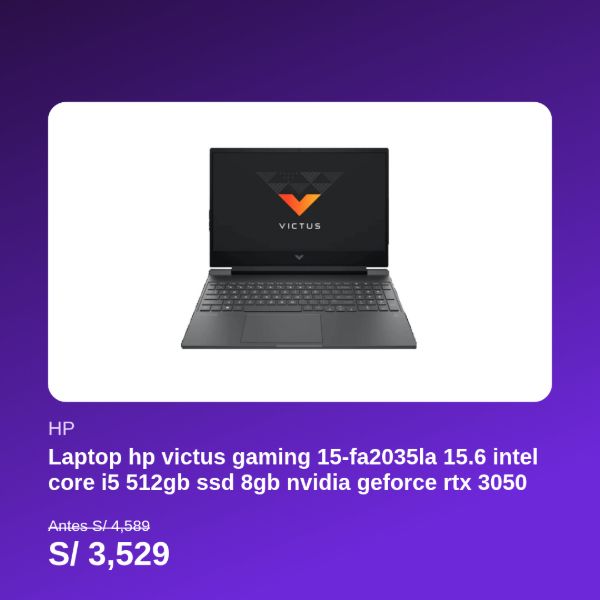 VICTUS
HP
Laptop hp victus gaming 15-fa2035la 15.6 intel
core i5 512gb ssd 8gb nvidia geforce rtx 3050
Antes S/ 4,589
S/ 3,529